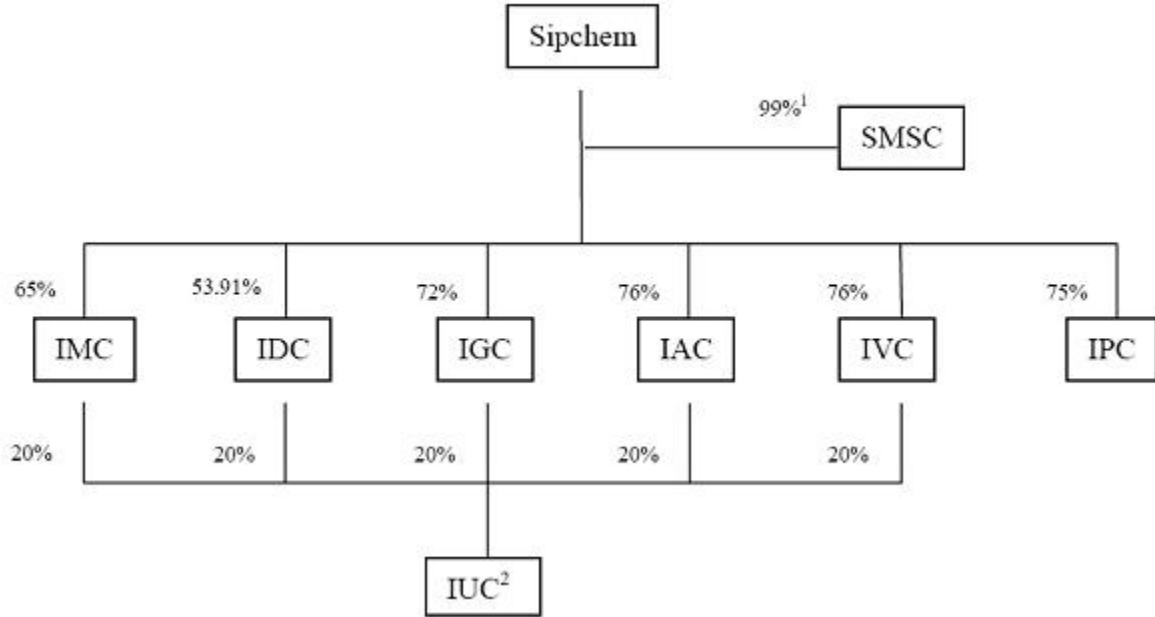 Sipchem
99%¹
SMSC
65%
53.91%
72%
76%
76%
75%
IMC
IDC
IGC
IAC
IVC
IPC
20%
20%
20%
20%
20%
IUC²